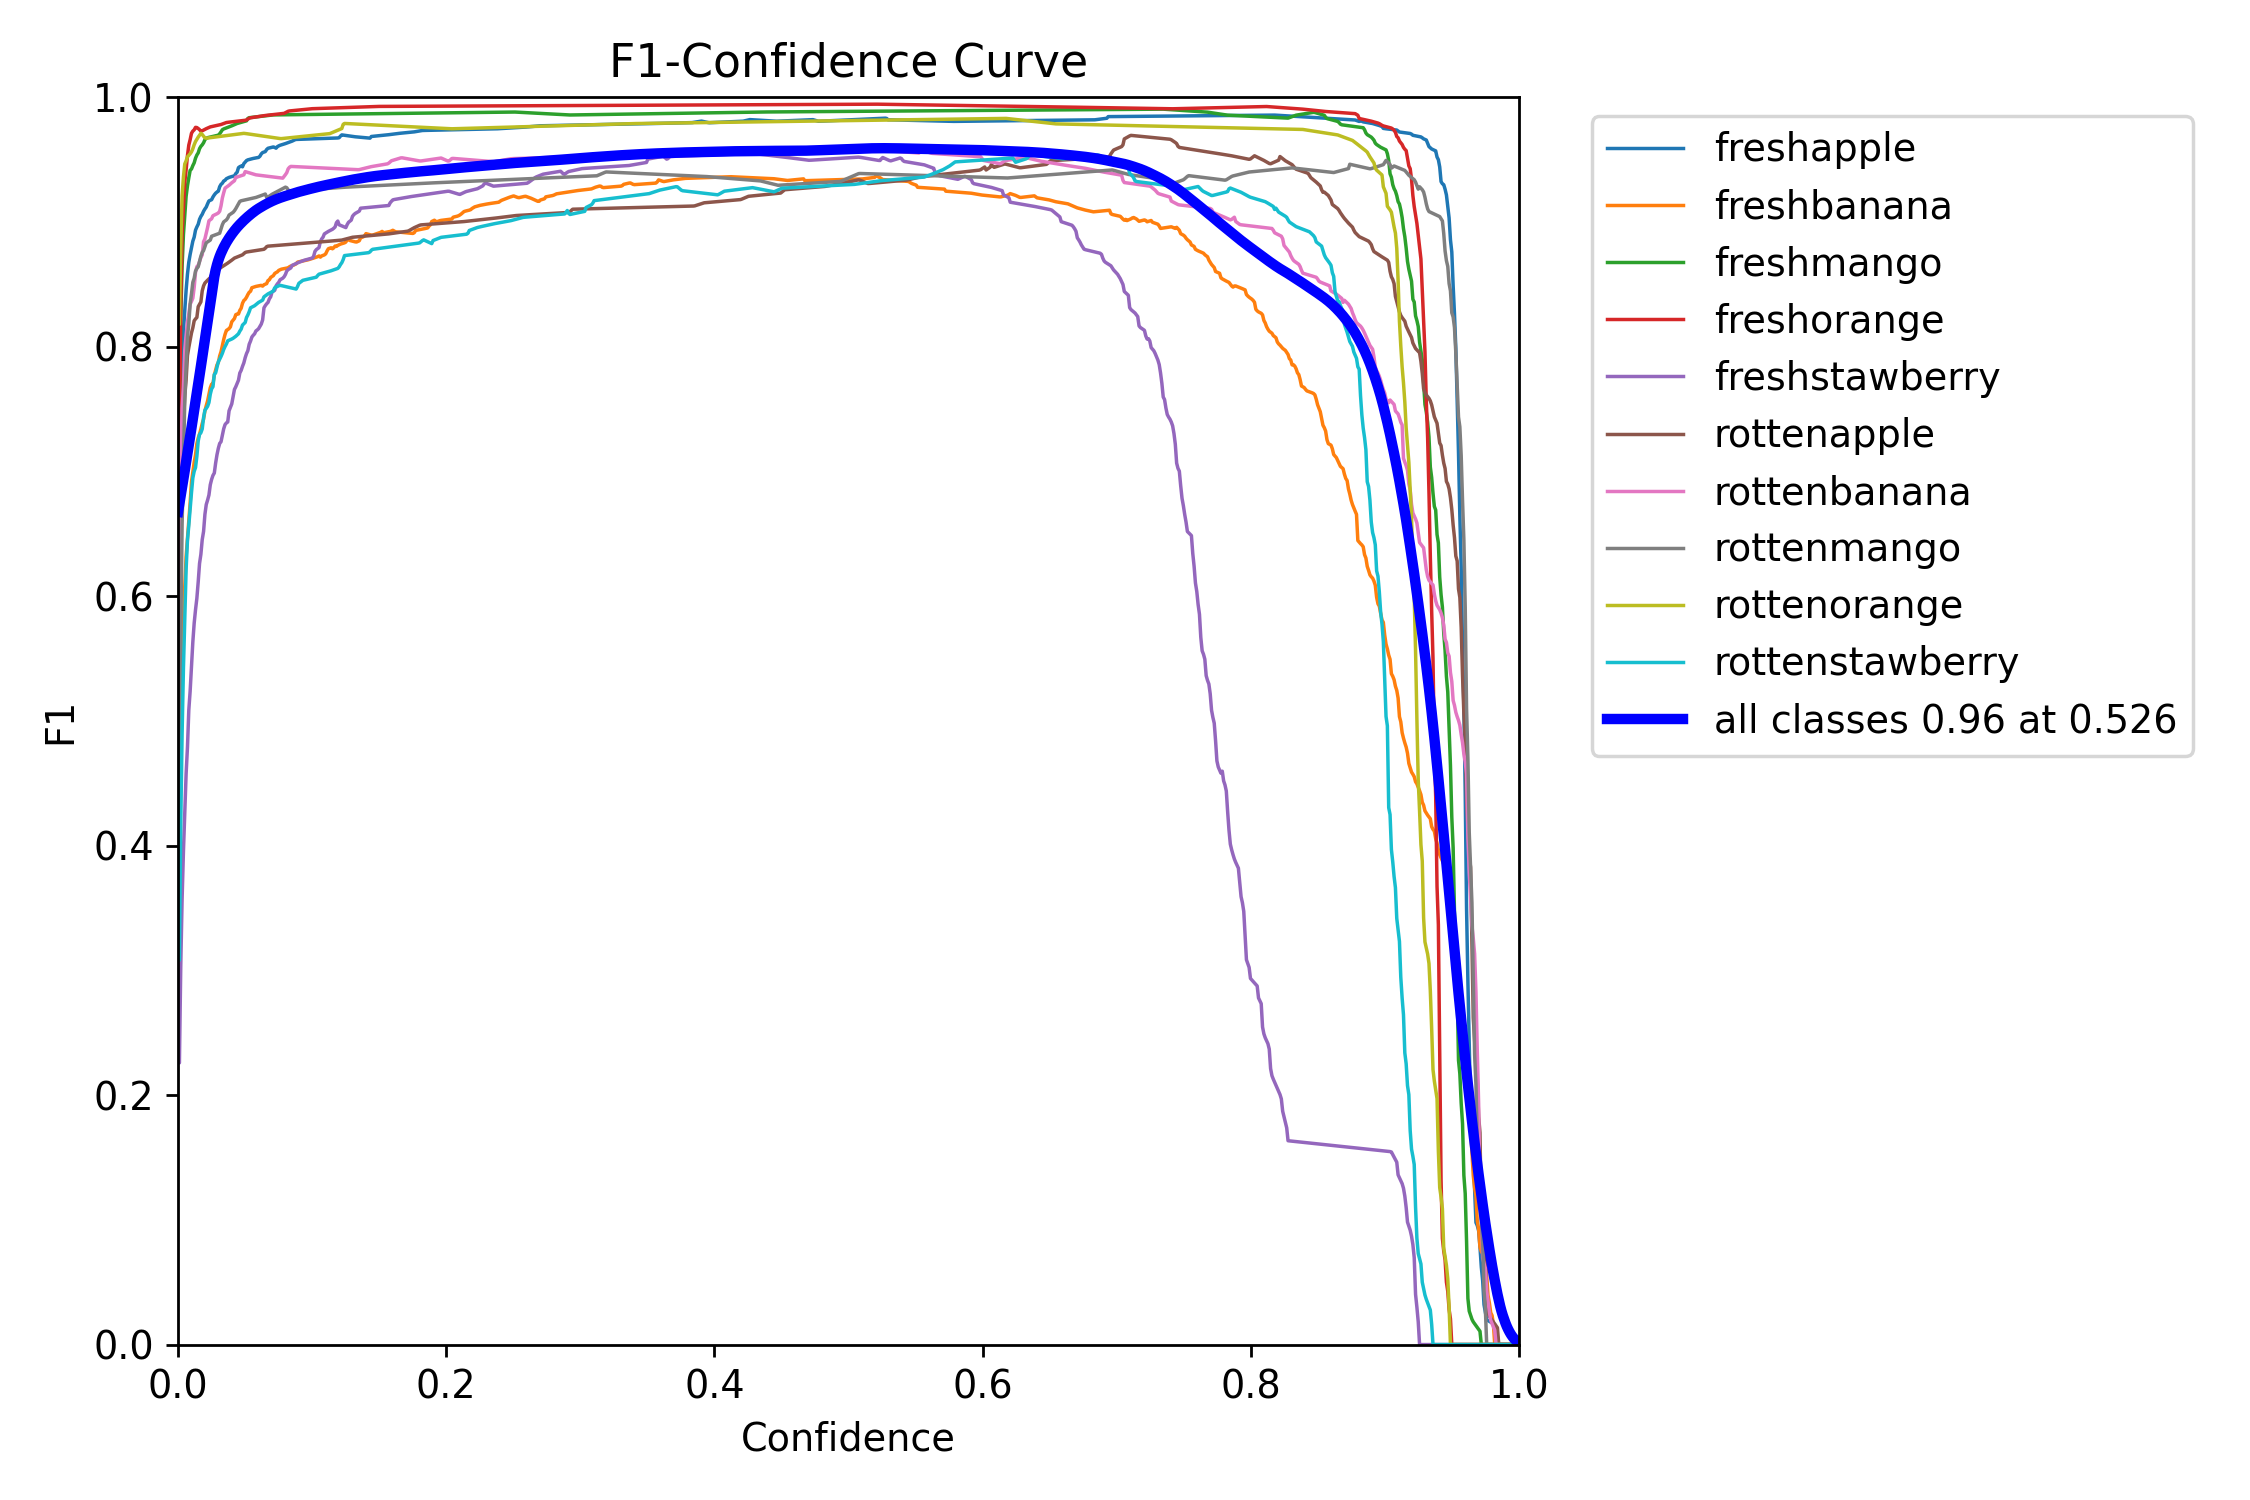 F1-Confidence Curve
1.0
0.8
0.6
0.4
0.2
0.0
F1
0.0 0.2 0.4 0.6 0.8 1.0
Confidence
freshapple
freshbanana
freshmango
freshorange
freshstawberry
rottenapple
rottenbanana
rottenmango
rottenorange
rottenstawberry
all classes 0.96 at 0.526